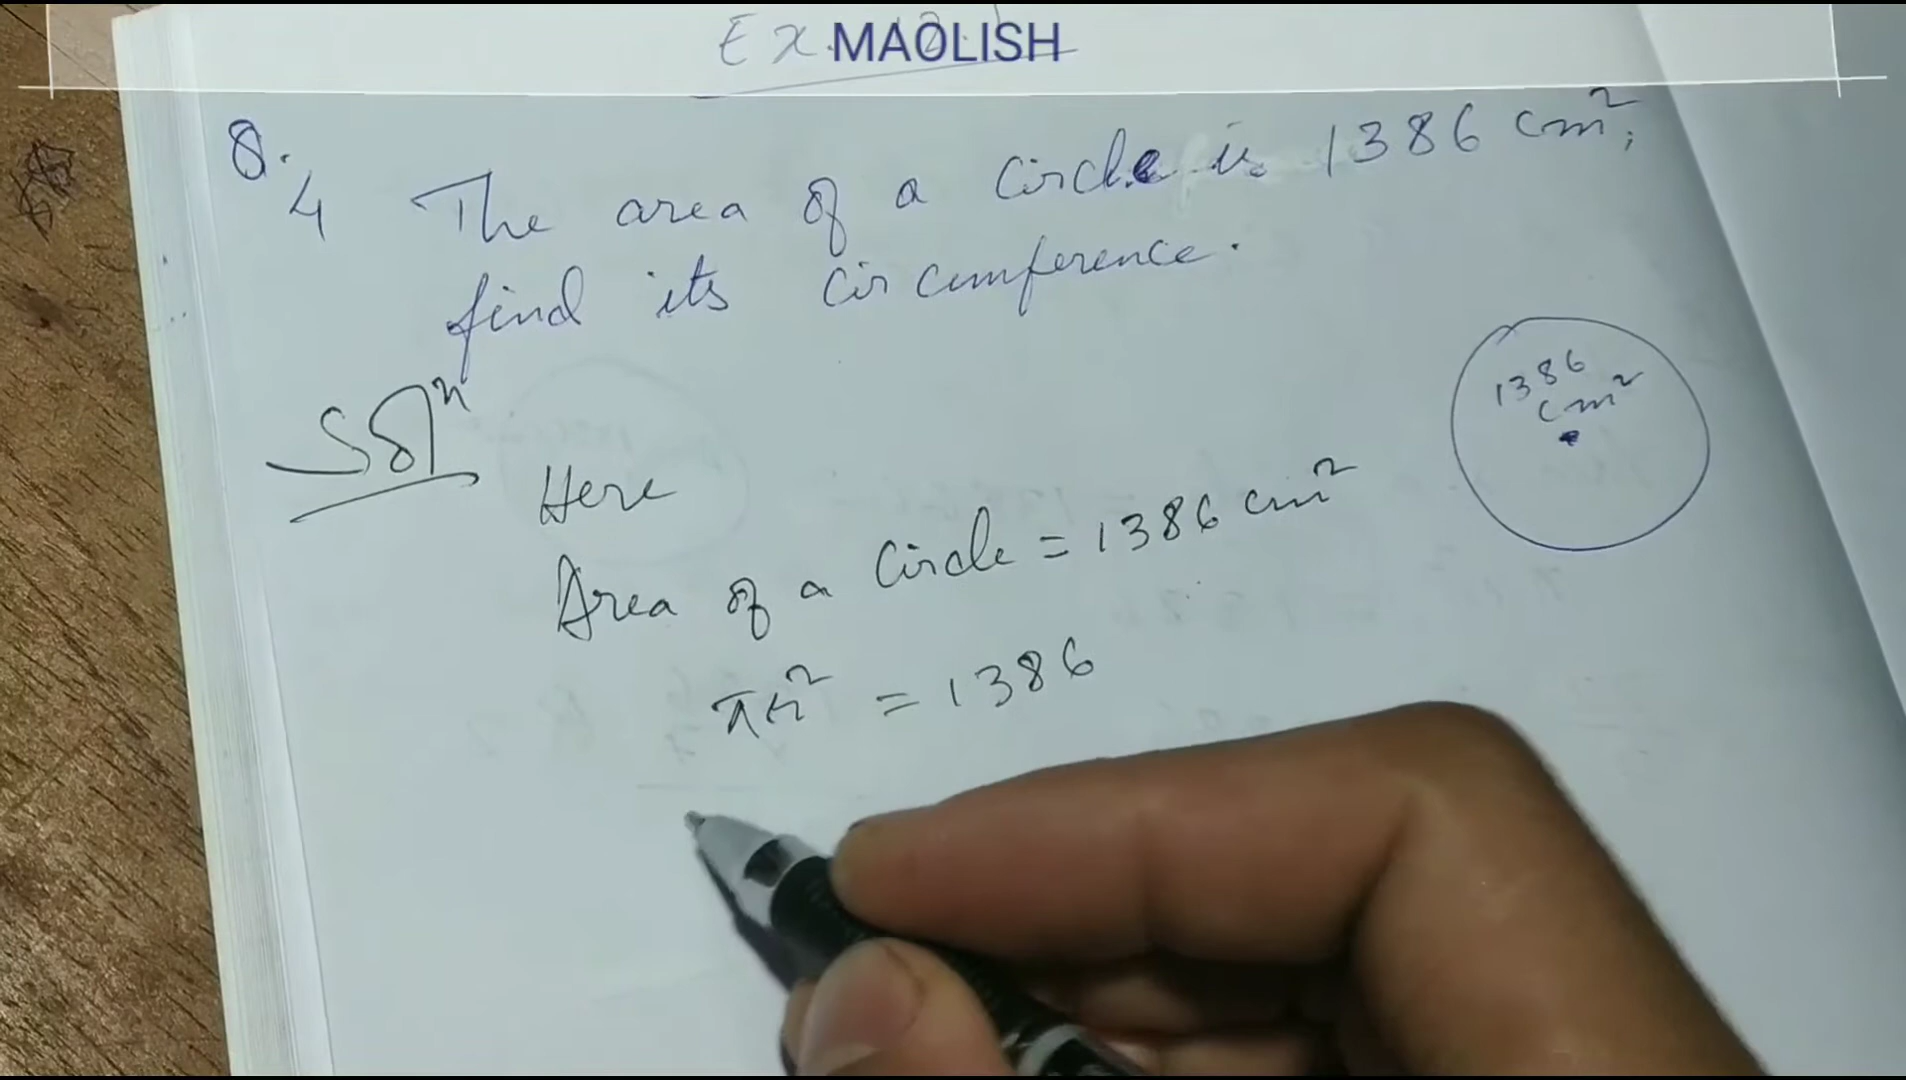 Ex.
MAOLISH
Q.4 The area of a circle is 1386 cm²;
find its circumference.
Solⁿ
1386
cm²
Here
Area of a Circle = 1386 cm²
πr² = 1386